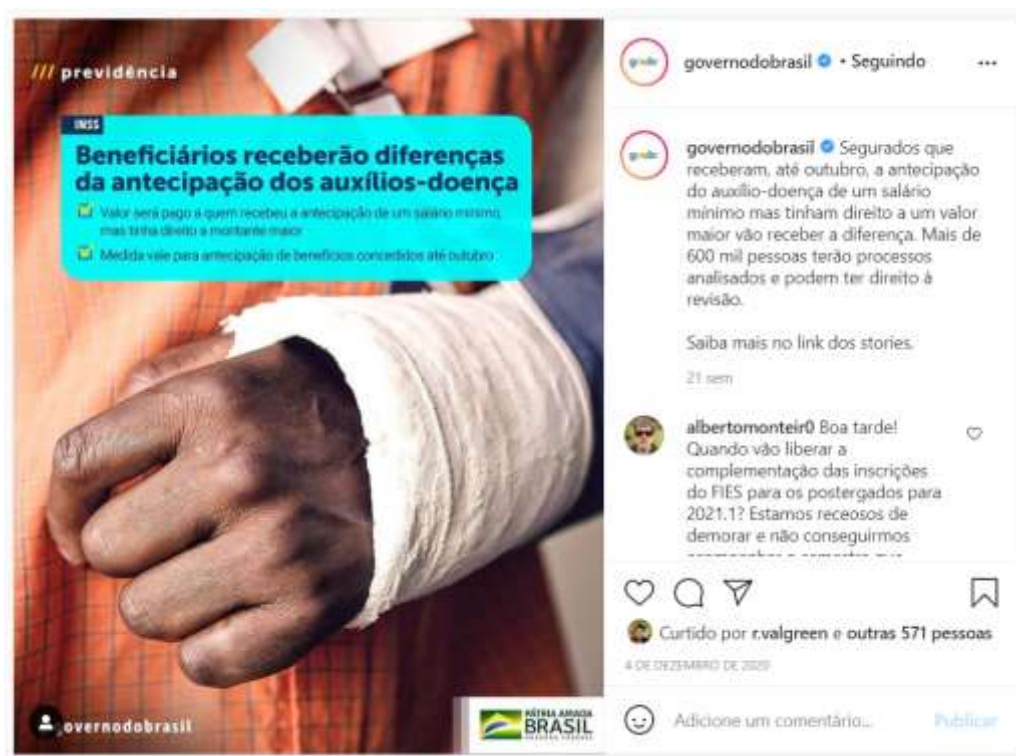 /// previdência
INSS
Beneficiários receberão diferenças
da antecipação dos auxílios-doença
Valor será pago a quem recebeu a antecipação de um salário mínimo,
mas tinha direito a montante maior
Medida vale para antecipação de benefícios concedidos até outubro
overnodobrasil
PÁTRIA AMADA
BRASIL
governodobrasil • Seguindo
governodobrasil Segurados que
receberam, até outubro, a antecipação
do auxílio-doença de um salário
mínimo mas tinham direito a um valor
maior vão receber a diferença. Mais de
600 mil pessoas terão processos
analisados e podem ter direito à
revisão.
Saiba mais no link dos stories.
21 sem
albertomonteir0 Boa tarde!
Quando vão liberar a
complementação das inscrições
do FIES para os postergados para
2021.1? Estamos receosos de
demorar e não conseguirmos
Curtido por r.valgreen e outras 571 pessoas
4 DE DEZEMBRO DE 2020
Adicione um comentário...
Publicar